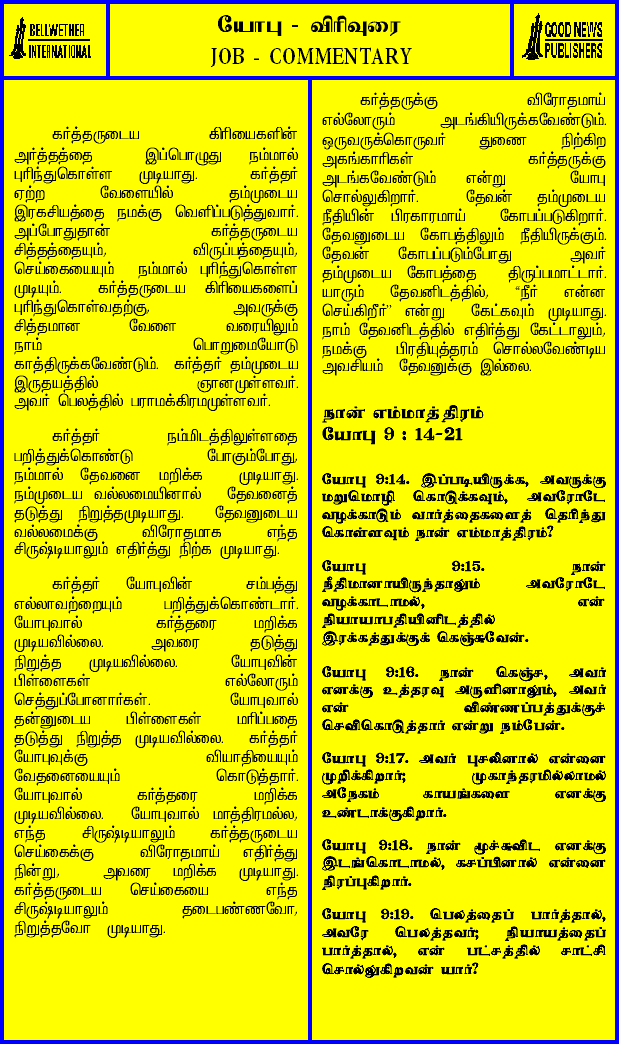 BELLWETHER
INTERNATIONAL
யோபு - விரிவுரை
JOB - COMMENTARY
GOOD NEWS
PUBLISHERS
கர்த்தருடைய கிரியைகளின்
அர்த்தத்தை இப்பொழுது நம்மால்
புரிந்துகொள்ள முடியாது. கர்த்தர்
ஏற்ற வேளையில் தம்முடைய
இரகசியத்தை நமக்கு வெளிப்படுத்துவார்.
அப்போதுதான் கர்த்தருடைய
சித்தத்தையும், விருப்பத்தையும்,
செய்கையையும் நம்மால் புரிந்துகொள்ள
முடியும். கர்த்தருடைய கிரியைகளைப்
புரிந்துகொள்வதற்கு, அவருக்கு
சித்தமான வேளை வரையிலும்
நாம் பொறுமையோடு
காத்திருக்கவேண்டும். கர்த்தர் தம்முடைய
இருதயத்தில் ஞானமுள்ளவர்.
அவர் பெலத்தில் பராக்கிரமமுள்ளவர்.
கர்த்தர் நம்மிடத்திலுள்ளதை
பறித்துக்கொண்டு போகும்போது,
நம்மால் தேவனை மறிக்க முடியாது.
நம்முடைய வல்லமையினால் தேவனைத்
தடுத்து நிறுத்தமுடியாது. தேவனுடைய
வல்லமைக்கு விரோதமாக எந்த
சிருஷ்டியாலும் எதிர்த்து நிற்க முடியாது.
கர்த்தர் யோபுவின் சம்பத்து
எல்லாவற்றையும் பறித்துக்கொண்டார்.
யோபுவால் கர்த்தரை மறிக்க
முடியவில்லை. அவரை தடுத்து
நிறுத்த முடியவில்லை. யோபுவின்
பிள்ளைகள் எல்லோரும்
செத்துப்போனார்கள். யோபுவால்
தன்னுடைய பிள்ளைகள் மரிப்பதை
தடுத்து நிறுத்த முடியவில்லை. கர்த்தர்
யோபுவுக்கு வியாதியையும்
வேதனையையும் கொடுத்தார்.
யோபுவால் கர்த்தரை மறிக்க
முடியவில்லை. யோபுவால் மாத்திரமல்ல,
எந்த சிருஷ்டியாலும் கர்த்தருடைய
செய்கைக்கு விரோதமாய் எதிர்த்து
நின்று, அவரை மறிக்க முடியாது.
கர்த்தருடைய செய்கையை எந்த
சிருஷ்டியாலும் தடைபண்ணவோ,
நிறுத்தவோ முடியாது.
கர்த்தருக்கு விரோதமாய்
எல்லோரும் அடங்கியிருக்கவேண்டும்.
ஒருவருக்கொருவர் துணை நிற்கிற
அகங்காரிகள் கர்த்தருக்கு
அடங்கவேண்டும் என்று யோபு
சொல்லுகிறார். தேவன் தம்முடைய
நீதியின் பிரகாரமாய் கோபப்படுகிறார்.
தேவனுடைய கோபத்திலும் நீதியிருக்கும்.
தேவன் கோபப்படும்போது அவர்
தம்முடைய கோபத்தை திருப்பமாட்டார்.
யாரும் தேவனிடத்தில், "நீர் என்ன
செய்கிறீர்" என்று கேட்கவும் முடியாது.
நாம் தேவனிடத்தில் எதிர்த்து கேட்டாலும்,
நமக்கு பிரதியுத்தரம் சொல்லவேண்டிய
அவசியம் தேவனுக்கு இல்லை.
நான் எம்மாத்திரம்
யோபு 9 : 14-21
யோபு 9:14. இப்படியிருக்க, அவருக்கு
மறுமொழி கொடுக்கவும், அவரோடே
வழக்காடும் வார்த்தைகளைத் தெரிந்து
கொள்ளவும் நான் எம்மாத்திரம்?
யோபு 9:15. நான்
நீதிமானாயிருந்தாலும் அவரோடே
வழக்காடாமல், என்
நியாயாதிபதியினிடத்தில்
இரக்கத்துக்குக் கெஞ்சுவேன்.
யோபு 9:16. நான் கெஞ்ச, அவர்
எனக்கு உத்தரவு அருளினாலும், அவர்
என் விண்ணப்பத்துக்குச்
செவிகொடுத்தார் என்று நம்பேன்.
யோபு 9:17. அவர் புசலினால் என்னை
முறிக்கிறார்; முகாந்தரமில்லாமல்
அநேகம் காயங்களை எனக்கு
உண்டாக்குகிறார்.
யோபு 9:18. நான் மூச்சுவிட எனக்கு
இடங்கொடாமல், கசப்பினால் என்னை
நிரப்புகிறார்.
யோபு 9:19. பெலத்தைப் பார்த்தால்,
அவரே பெலத்தவர்; நியாயத்தைப்
பார்த்தால், என் பட்சத்தில் சாட்சி
சொல்லுகிறவன் யார்?